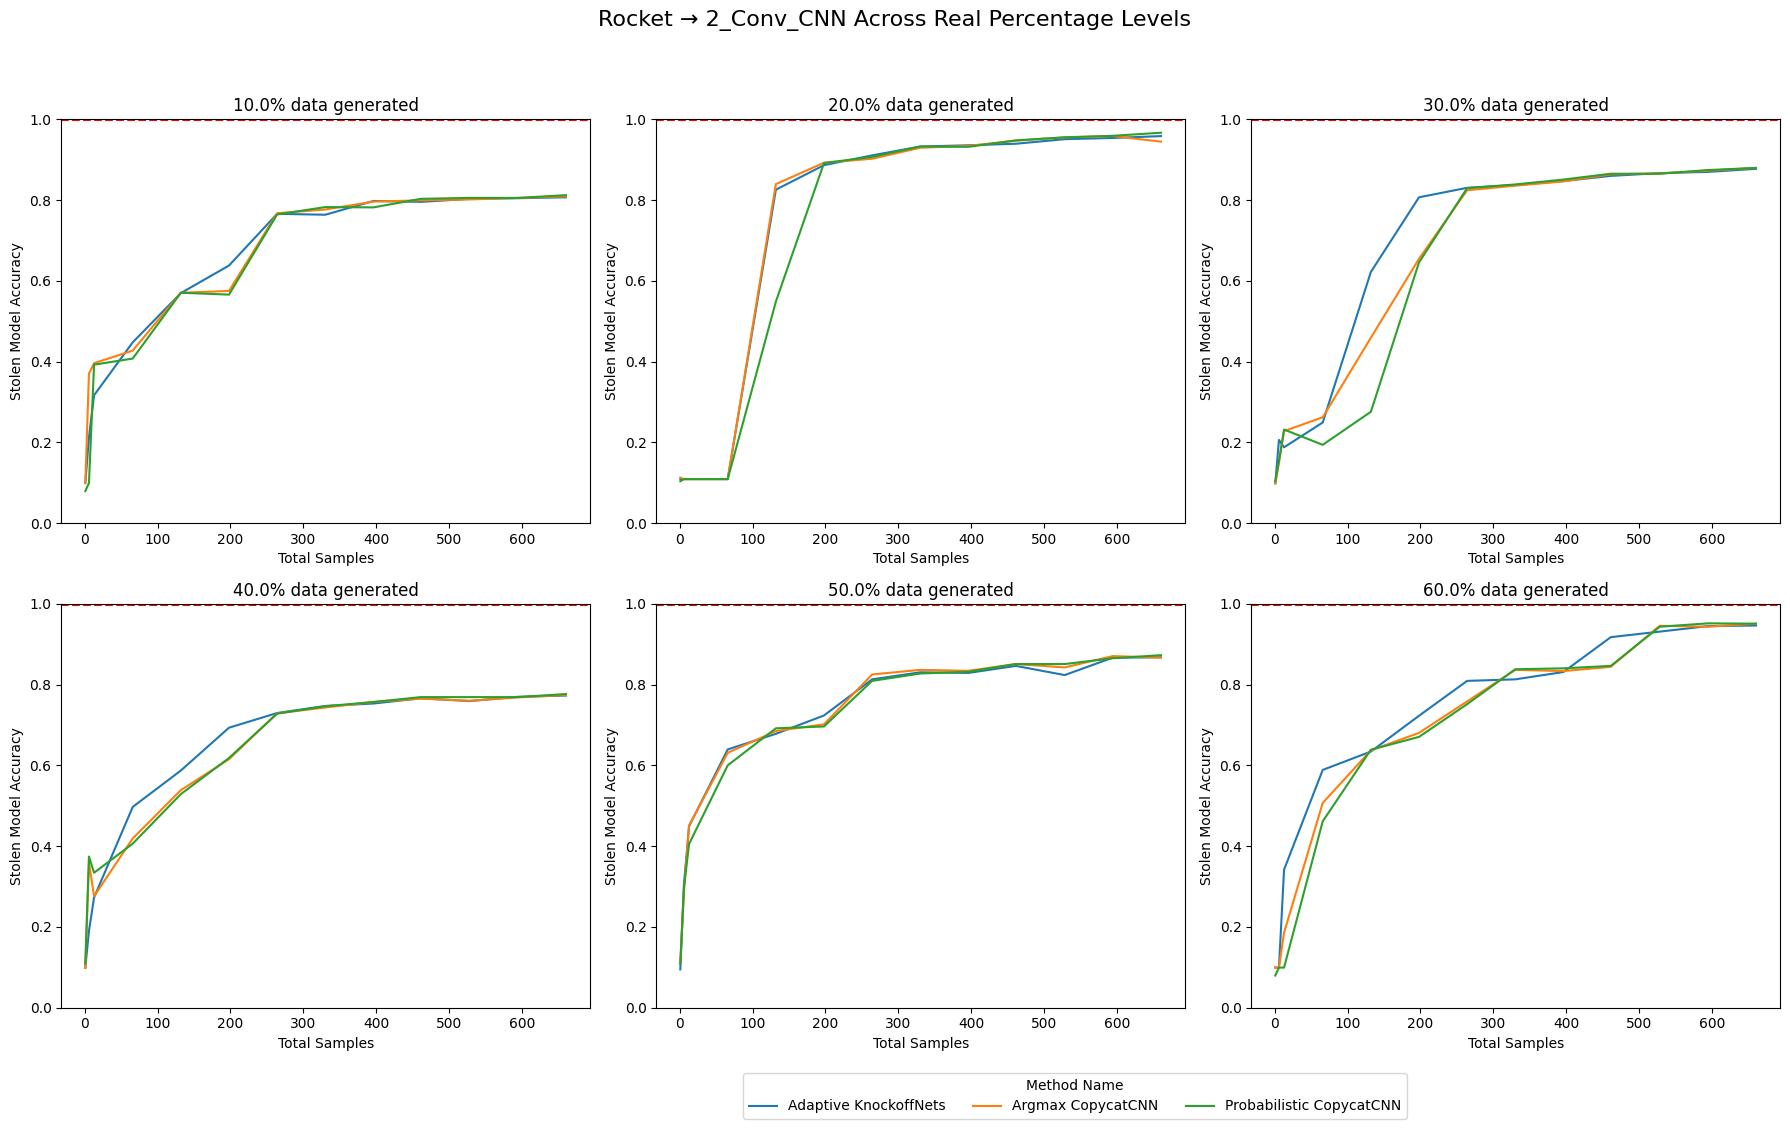 Rocket → 2_Conv_CNN Across Real Percentage Levels
10.0% data generated
1.0
0.8
0.6
0.4
0.2
0.0
Stolen Model Accuracy
0 100 200 300 400 500 600
Total Samples
20.0% data generated
1.0
0.8
0.6
0.4
0.2
0.0
Stolen Model Accuracy
0 100 200 300 400 500 600
Total Samples
30.0% data generated
1.0
0.8
0.6
0.4
0.2
0.0
Stolen Model Accuracy
0 100 200 300 400 500 600
Total Samples
40.0% data generated
1.0
0.8
0.6
0.4
0.2
0.0
Stolen Model Accuracy
0 100 200 300 400 500 600
Total Samples
50.0% data generated
1.0
0.8
0.6
0.4
0.2
0.0
Stolen Model Accuracy
0 100 200 300 400 500 600
Total Samples
60.0% data generated
1.0
0.8
0.6
0.4
0.2
0.0
Stolen Model Accuracy
0 100 200 300 400 500 600
Total Samples
Method Name
Adaptive KnockoffNets Argmax CopycatCNN Probabilistic CopycatCNN